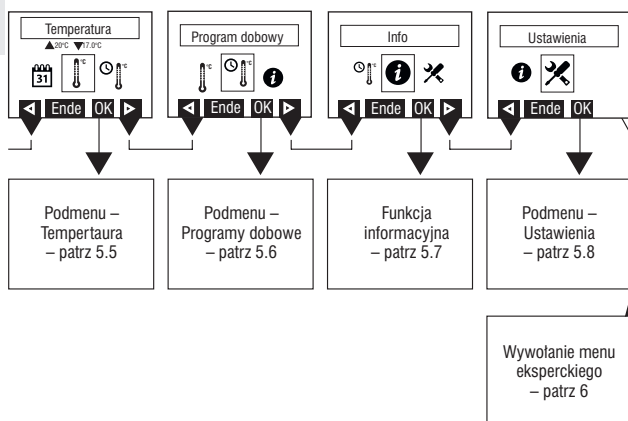 Temperatura
▲20°C ▼17.0°C
31 °C °C
◁ Ende OK ▷
Program dobowy
°C °C i
◁ Ende OK ▷
Info
°C i
◁ Ende OK ▷
Ustawienia
i
◁ Ende OK
Podmenu –
Tempertaura
– patrz 5.5
Podmenu –
Programy dobowe
– patrz 5.6
Funkcja
informacyjna
– patrz 5.7
Podmenu –
Ustawienia
– patrz 5.8
Wywołanie menu
eksperckiego
– patrz 6